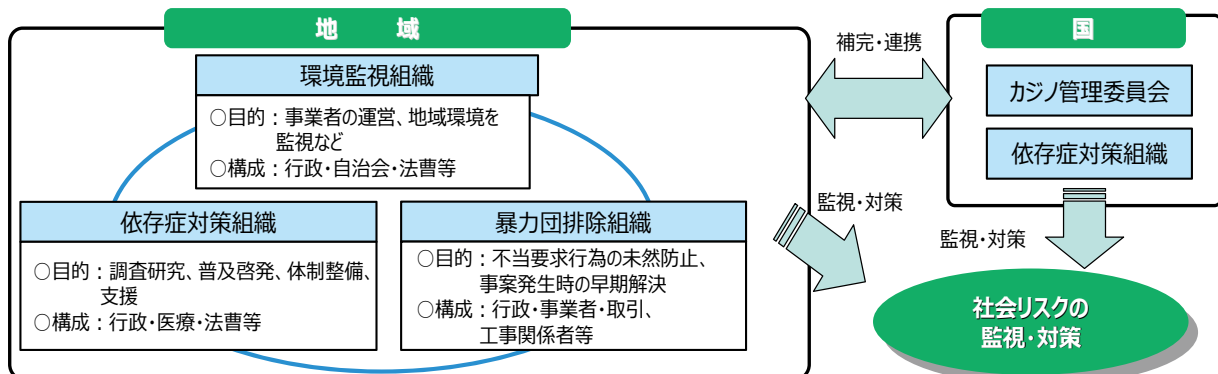 地　域
環境監視組織
○目的：事業者の運営、地域環境を
監視など
○構成：行政・自治会・法曹等
依存症対策組織
○目的：調査研究、普及啓発、体制整備、
支援
○構成：行政・医療・法曹等
暴力団排除組織
○目的：不当要求行為の未然防止、
事案発生時の早期解決
○構成：行政・事業者・取引、
工事関係者等
補完・連携
国
カジノ管理委員会
依存症対策組織
監視・対策
監視・対策
社会リスクの
監視・対策